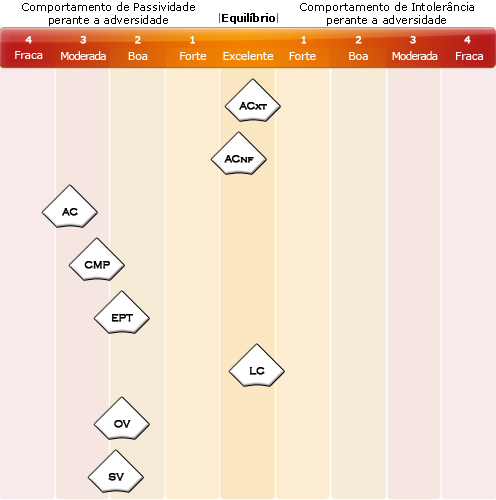 Comportamento de Passividade
perante a adversidade
|Equilíbrio|
Comportamento de Intolerância
perante a adversidade
4 3 2 1 1 2 3 4
Fraca Moderada Boa Forte Excelente Forte Boa Moderada Fraca
ACXT
ACNF
AC
CMP
EPT
LC
OV
SV